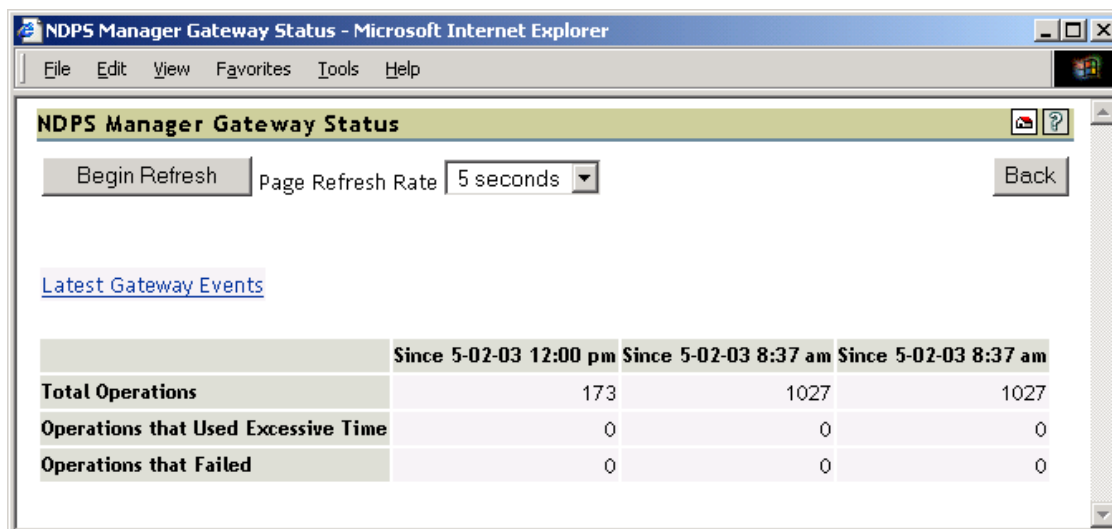 NDPS Manager Gateway Status - Microsoft Internet Explorer
File Edit View Favorites Tools Help
NDPS Manager Gateway Status
Begin Refresh Page Refresh Rate 5 seconds Back
Latest Gateway Events
Since 5-02-03 12:00 pm Since 5-02-03 8:37 am Since 5-02-03 8:37 am
Total Operations 173 1027 1027
Operations that Used Excessive Time 0 0 0
Operations that Failed 0 0 0